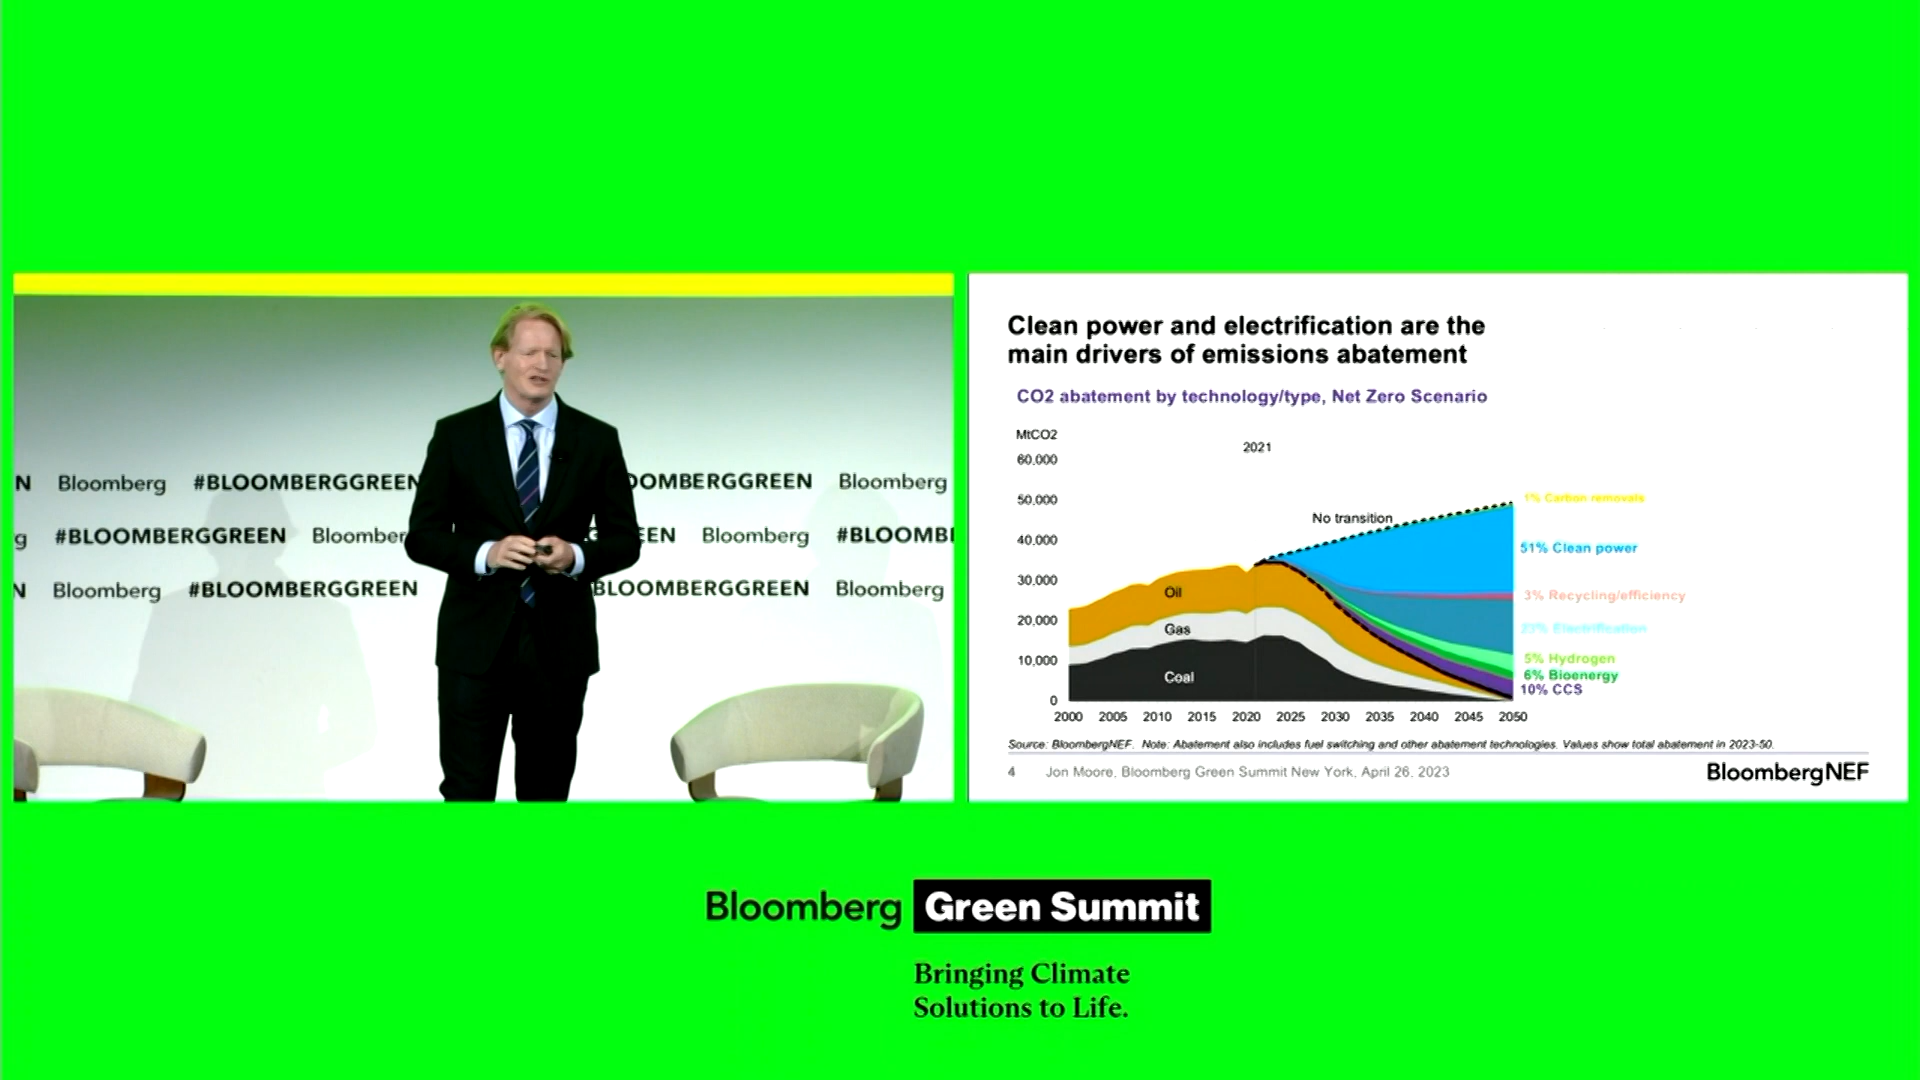 N Bloomberg #BLOOMBERGGREEN OOMBERGGREEN Bloomberg
g #BLOOMBERGGREEN Bloomber EEN Bloomberg #BLOOMB
N Bloomberg #BLOOMBERGGREEN BLOOMBERGGREEN Bloomberg
Clean power and electrification are the
main drivers of emissions abatement
CO2 abatement by technology/type, Net Zero Scenario
MtCO2
2021
60,000
50,000
40,000
30,000
20,000
10,000
0
No transition
Oil
Gas
Coal
1% Carbon removals
51% Clean power
3% Recycling/efficiency
23% Electrification
5% Hydrogen
6% Bioenergy
10% CCS
2000 2005 2010 2015 2020 2025 2030 2035 2040 2045 2050
Source: BloombergNEF. Note: Abatement also includes fuel switching and other abatement technologies. Values show total abatement in 2023-50.
4 Jon Moore, Bloomberg Green Summit New York, April 26, 2023
BloombergNEF
Bloomberg Green Summit
Bringing Climate
Solutions to Life.